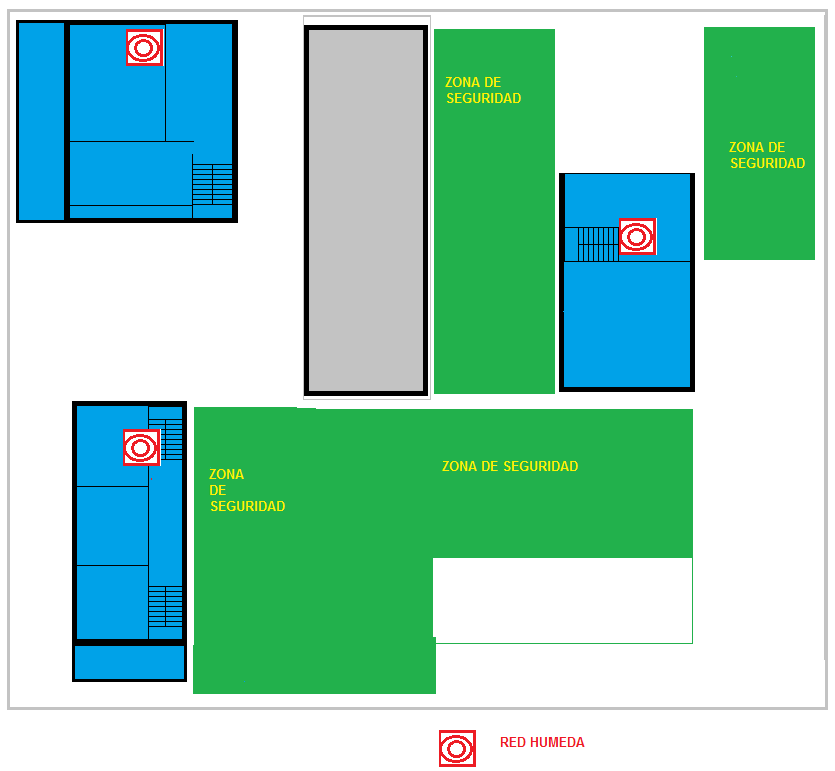 ZONA DE
SEGURIDAD
ZONA DE
SEGURIDAD
ZONA
DE
SEGURIDAD
ZONA DE SEGURIDAD
RED HUMEDA